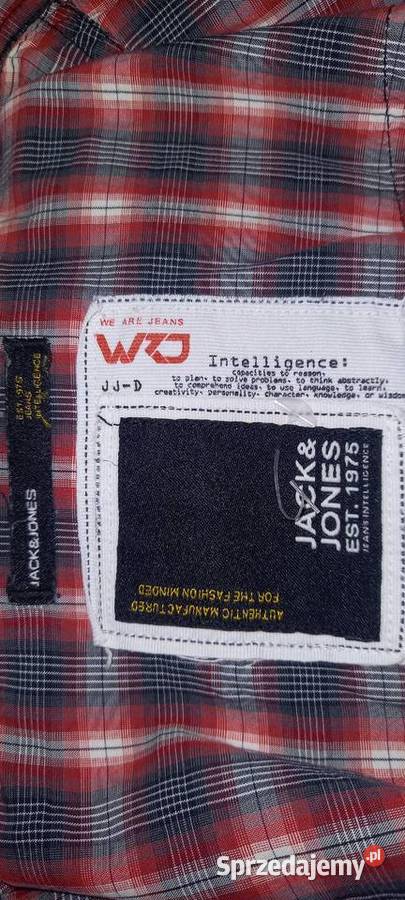 WE ARE JEANS
WRJ
JJ-D
Intelligence:
capacities to reason,
to plan, to solve problems, to think abstractly,
to comprehend ideas, to use language, to learn,
creativity, personality, character, knowledge, or wisdom
JACK&
JONES
EST. 1975
JEANS INTELLIGENCE
AUTHENTIC MANUFACTURED
FOR THE FASHION MINDED
JACK&JONES
EST. 1975
JEANS
INTELLIGENCE
Sprzedajemy.pl